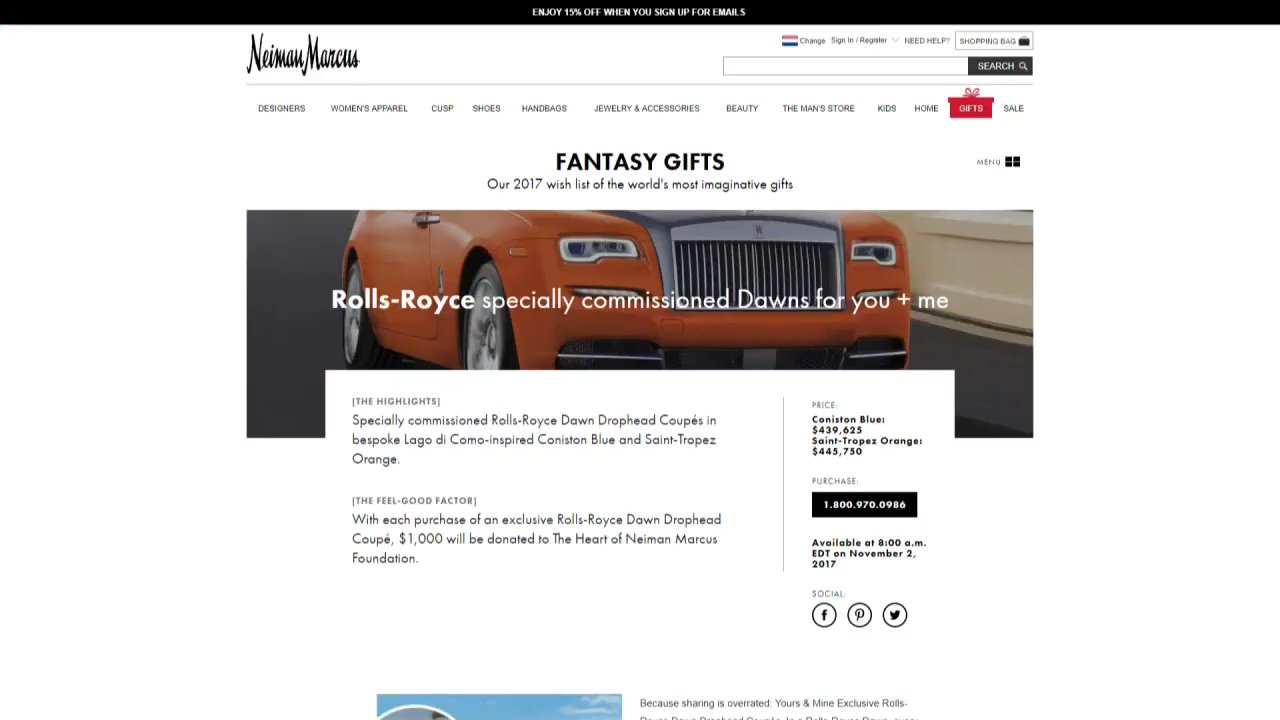 ENJOY 15% OFF WHEN YOU SIGN UP FOR EMAILS
Neiman Marcus
Change Sign In / Register NEED HELP? SHOPPING BAG
SEARCH
DESIGNERS WOMEN'S APPAREL CUSP SHOES HANDBAGS JEWELRY & ACCESSORIES BEAUTY THE MAN'S STORE KIDS HOME GIFTS SALE
FANTASY GIFTS
MENU
Our 2017 wish list of the world's most imaginative gifts
Rolls-Royce specially commissioned Dawns for you + me
[THE HIGHLIGHTS]
Specially commissioned Rolls-Royce Dawn Drophead Coupés in
bespoke Lago di Como-inspired Coniston Blue and Saint-Tropez
Orange.
[THE FEEL-GOOD FACTOR]
With each purchase of an exclusive Rolls-Royce Dawn Drophead
Coupé, $1,000 will be donated to The Heart of Neiman Marcus
Foundation.
PRICE:
Coniston Blue:
$439,625
Saint-Tropez Orange:
$445,750
PURCHASE:
1.800.970.0986
Available at 8:00 a.m.
EDT on November 2,
2017
SOCIAL:
Because sharing is overrated: Yours & Mine Exclusive Rolls-